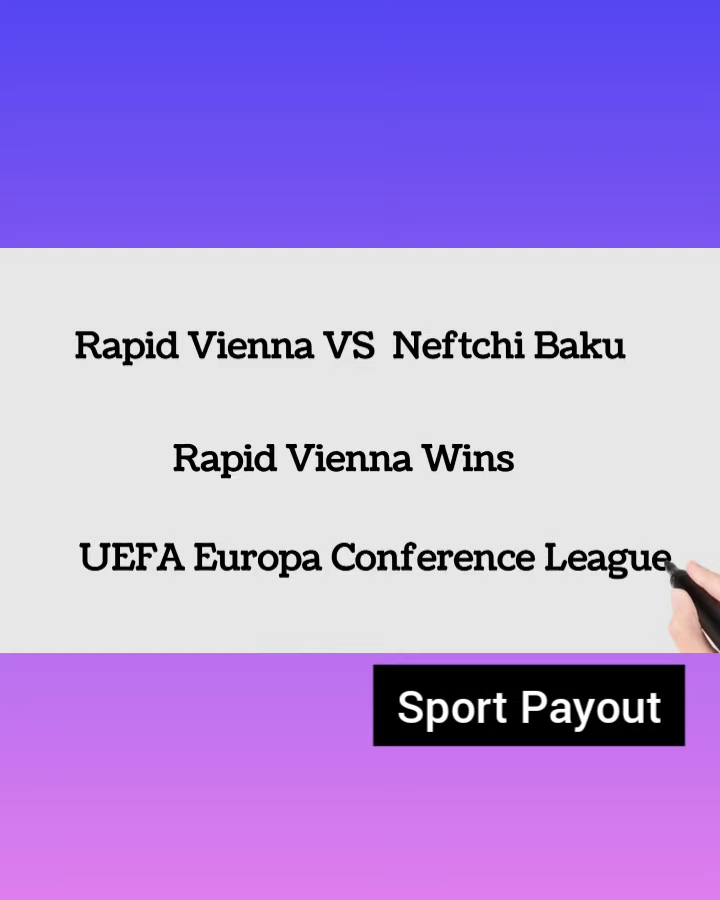 Rapid Vienna VS Neftchi Baku
Rapid Vienna Wins
UEFA Europa Conference League
Sport Payout